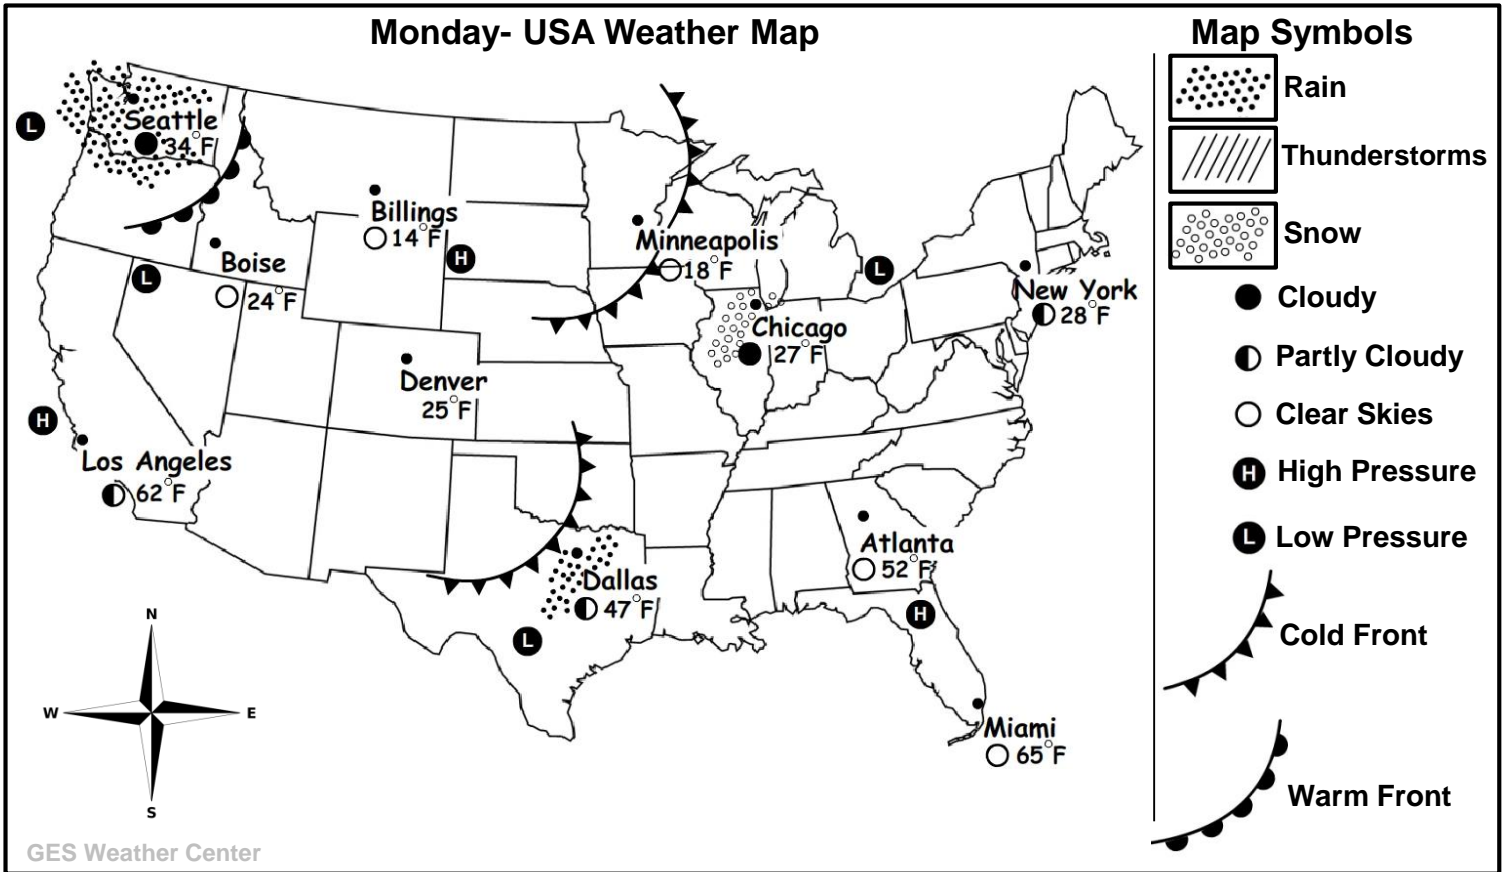 Monday- USA Weather Map
Map Symbols
Rain
Thunderstorms
Snow
Cloudy
Partly Cloudy
Clear Skies
H High Pressure
L Low Pressure
Cold Front
Warm Front
L
Seattle
34°F
Billings
14°F
H
Boise
24°F
L
Minneapolis
18°F
L
New York
28°F
Chicago
27°F
Denver
25°F
H
Los Angeles
62°F
Atlanta
52°F
H
Dallas
47°F
L
Miami
65°F
N
W
E
S
GES Weather Center